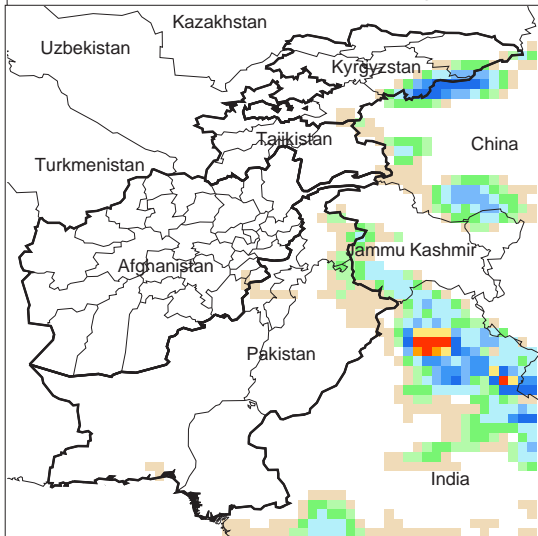 Kazakhstan
Uzbekistan
Kyrgyzstan
Tajikistan
China
Turkmenistan
Jammu Kashmir
Afghanistan
Pakistan
India